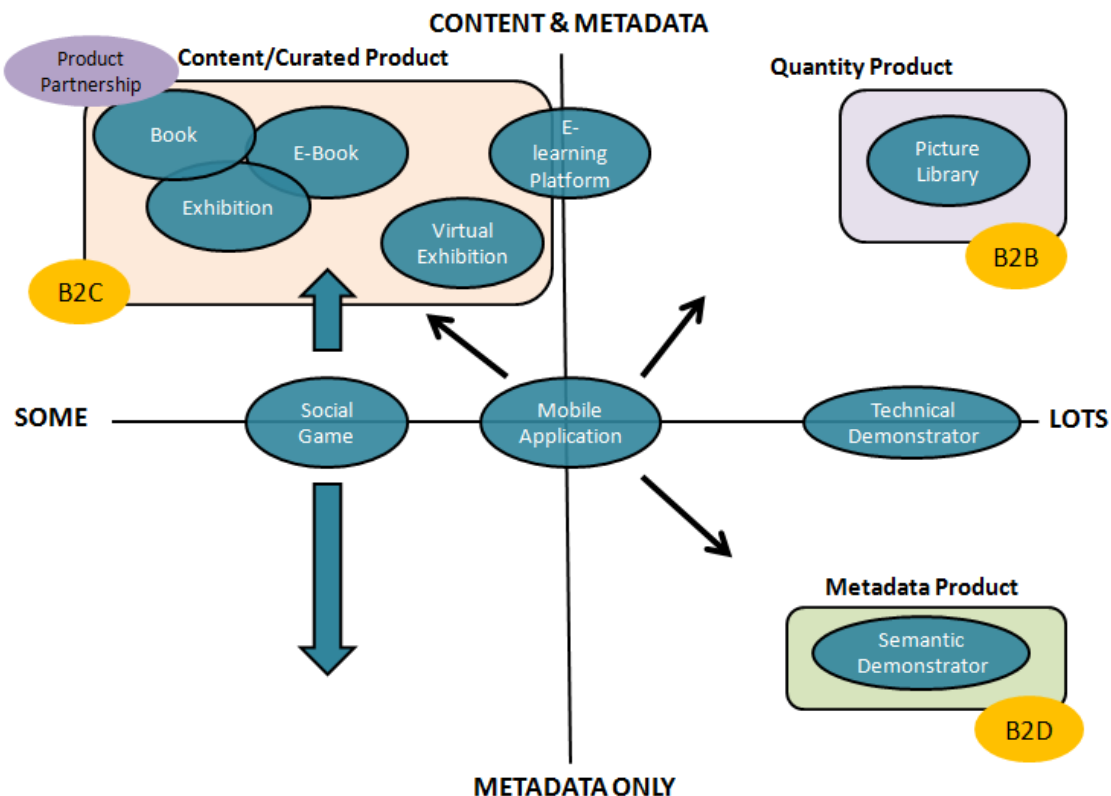 CONTENT & METADATA
Product
Partnership
Content/Curated Product
Quantity Product
Book
E-Book
Exhibition
Virtual
Exhibition
E-
learning
Platform
Picture
Library
B2C
B2B
SOME
Social
Game
Mobile
Application
Technical
Demonstrator
LOTS
Metadata Product
Semantic
Demonstrator
B2D
METADATA ONLY